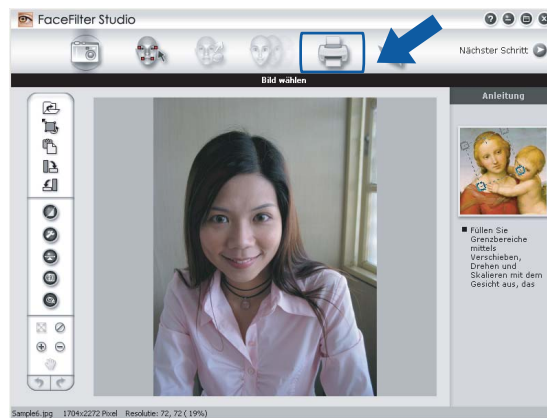 FaceFilter Studio
Nächster Schritt
Bild wählen
Anleitung
Füllen Sie
Grenzbereiche
mittels
Verschieben,
Drehen und
Skalieren mit dem
Gesicht aus, das
Sample6.jpg 1704x2272 Pixel Resolutie: 72, 72 ( 19%)